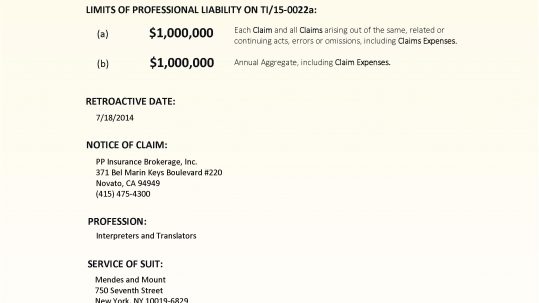 LIMITS OF PROFESSIONAL LIABILITY ON TI/15-0022a:
(a) $1,000,000 Each Claim and all Claims arising out of the same, related or
continuing acts, errors or omissions, including Claims Expenses.
(b) $1,000,000 Annual Aggregate, including Claim Expenses.
RETROACTIVE DATE:
7/18/2014
NOTICE OF CLAIM:
PP Insurance Brokerage, Inc.
371 Bel Marin Keys Boulevard #220
Novato, CA 94949
(415) 475-4300
PROFESSION:
Interpreters and Translators
SERVICE OF SUIT:
Mendes and Mount
750 Seventh Street
New York, NY 10019-6829